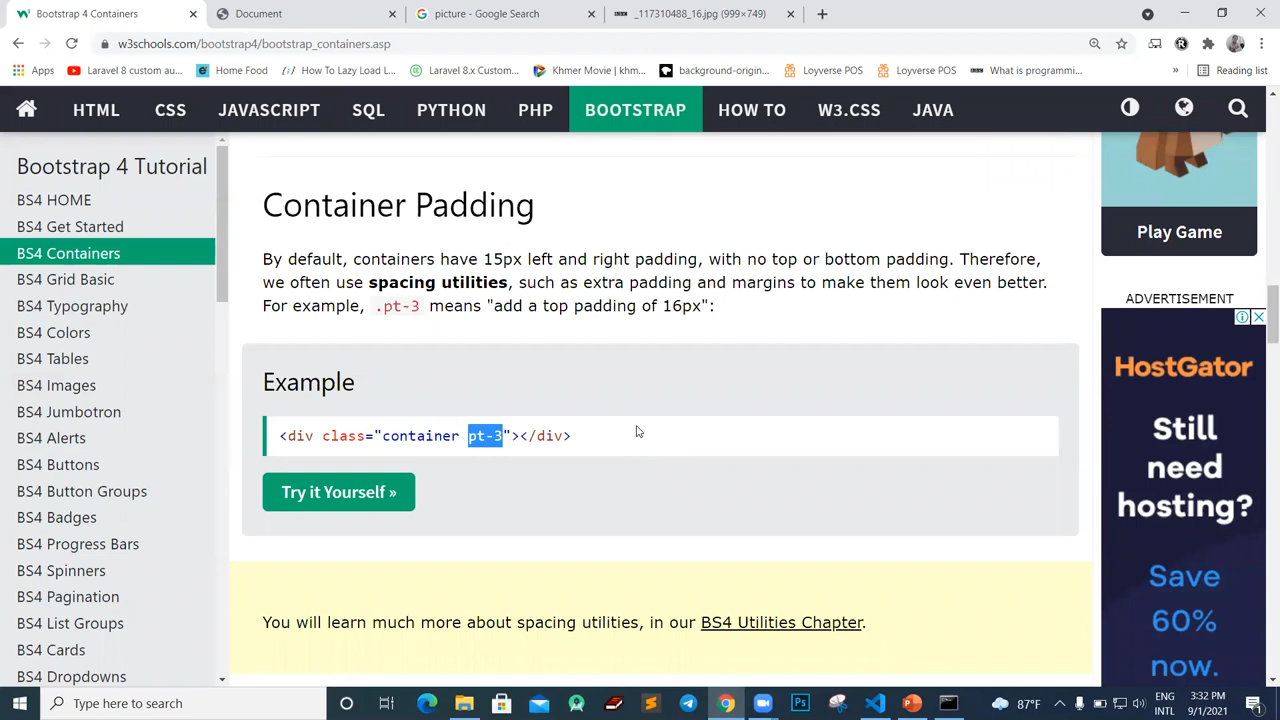 Bootstrap 4 Containers
Document
picture - Google Search
_117310488_16.jpg (999×749)
w3schools.com/bootstrap4/bootstrap_containers.asp
Apps
Laravel 8 custom au...
Home Food
How To Lazy Load L...
Laravel 8.x Custom...
Khmer Movie | khm...
background-origin...
Loyverse POS
Loyverse POS
What is programmi...
»
Reading list
HTML
CSS
JAVASCRIPT
SQL
PYTHON
PHP
BOOTSTRAP
HOW TO
W3.CSS
JAVA
Bootstrap 4 Tutorial
BS4 HOME
BS4 Get Started
BS4 Containers
BS4 Grid Basic
BS4 Typography
BS4 Colors
BS4 Tables
BS4 Images
BS4 Jumbotron
BS4 Alerts
BS4 Buttons
BS4 Button Groups
BS4 Badges
BS4 Progress Bars
BS4 Spinners
BS4 Pagination
BS4 List Groups
BS4 Cards
BS4 Dropdowns
Container Padding
By default, containers have 15px left and right padding, with no top or bottom padding. Therefore,
we often use spacing utilities, such as extra padding and margins to make them look even better.
For example, .pt-3 means "add a top padding of 16px":
Example
<div class="container pt-3"></div>
Try it Yourself »
You will learn much more about spacing utilities, in our BS4 Utilities Chapter.
Play Game
ADVERTISEMENT
HostGator
Still
need
hosting?
Save
60%
now.
Type here to search
87°F
ENG
INTL
3:32 PM
9/1/2021
1